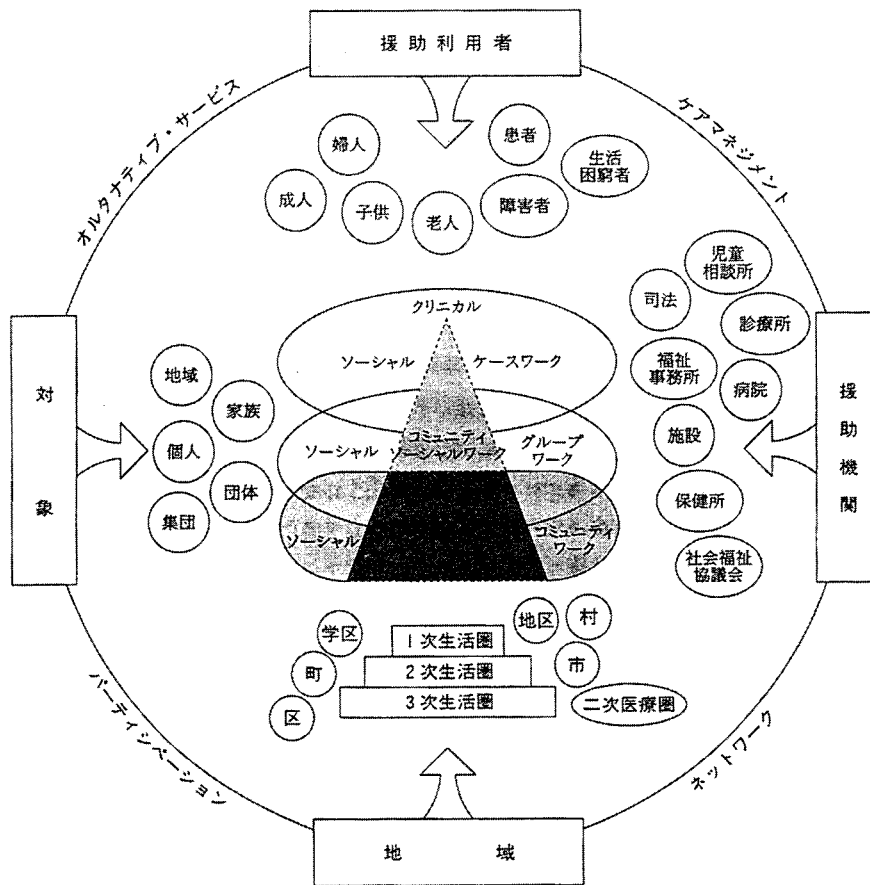 援助利用者
オルタナティブ・サービス
ケアマネジメント
婦人
患者
生活
困窮者
成人
子供
老人
障害者
児童
相談所
司法
診療所
クリニカル
ソーシャル
ケースワーク
福祉
事務所
病院
対象
地域
家族
個人
団体
集団
ソーシャル
コミュニティ
ソーシャルワーク
グループ
ワーク
施設
援助機関
保健所
ソーシャル
コミュニティ
ワーク
社会福祉
協議会
学区
町
区
1次生活圏
2次生活圏
3次生活圏
地区
村
市
二次医療圏
パーティシペーション
ネットワーク
地域